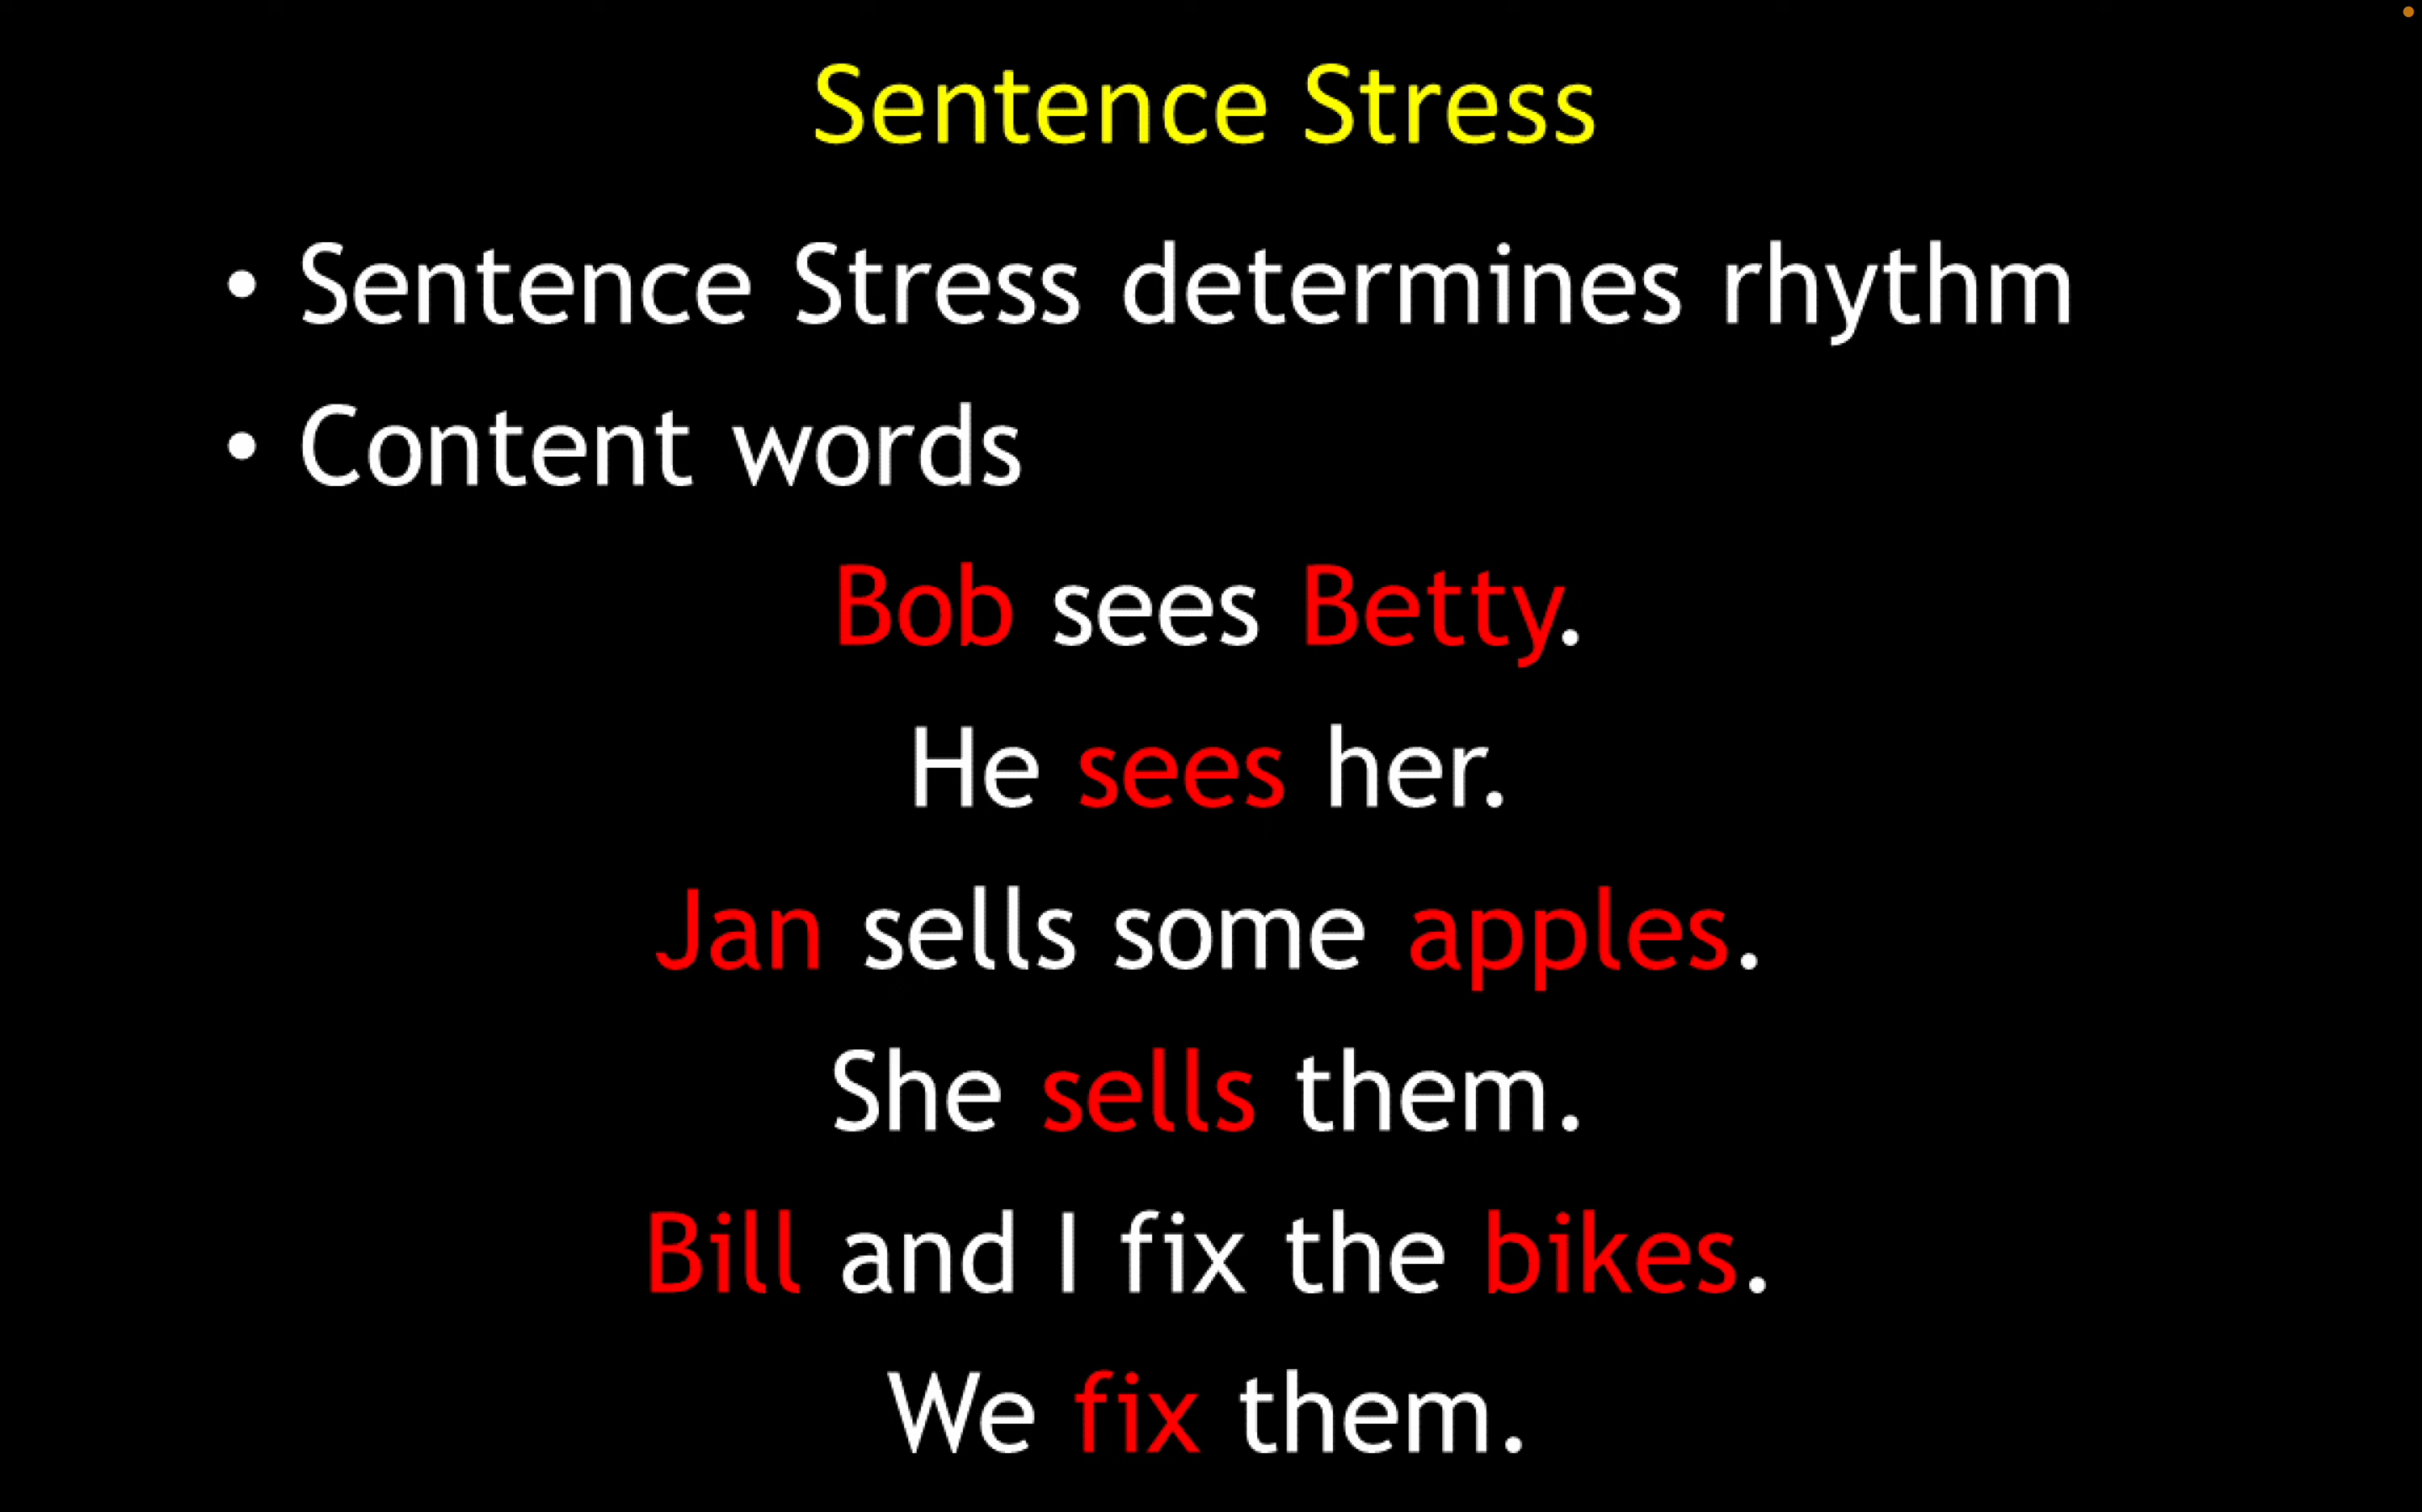 Sentence Stress
• Sentence Stress determines rhythm
• Content words
Bob sees Betty.
He sees her.
Jan sells some apples.
She sells them.
Bill and I fix the bikes.
We fix them.